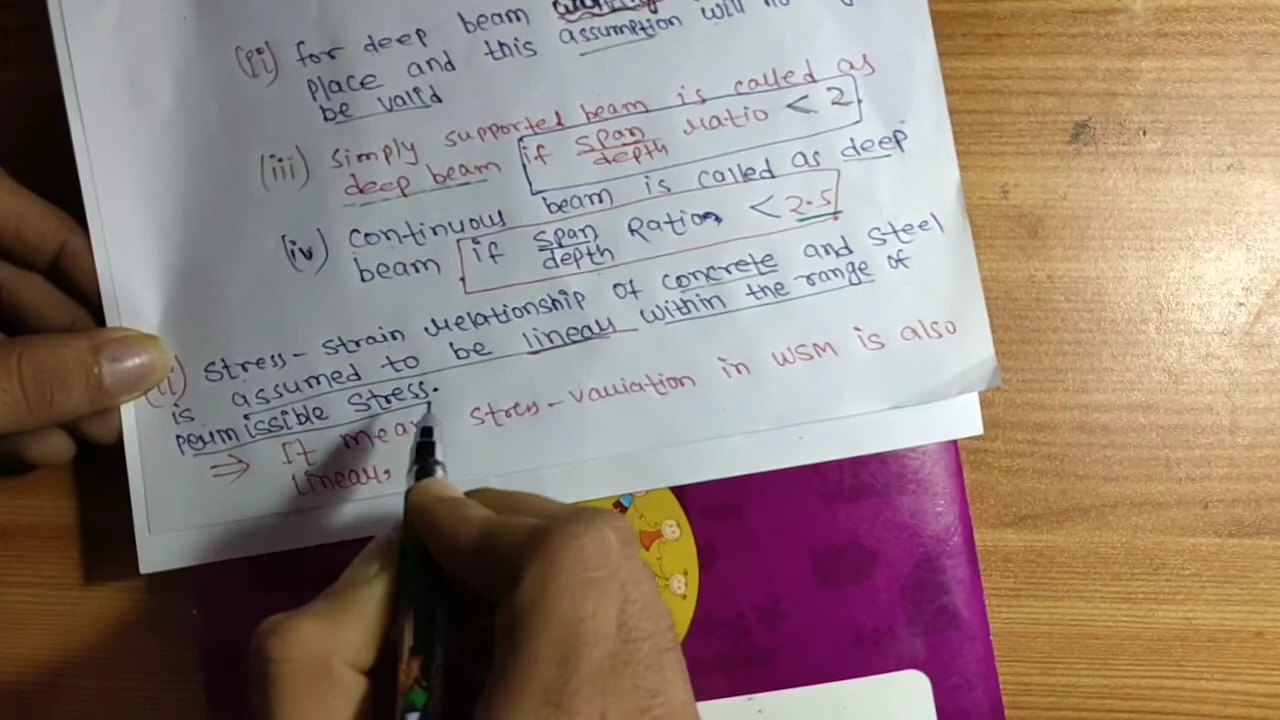 (ii) for deep beam
place and this assumption will
be valid
(iii) simply supported beam is called as
deep beam if span/depth ratio < 2
(iv) continuous beam is called as deep
beam if span/depth Ratio < 2.5
(ii) stress-strain relationship of concrete and steel
is assumed to be linear within the range of
permissible stress.
⇒ It mean stress-variation in WSM is also
linear,